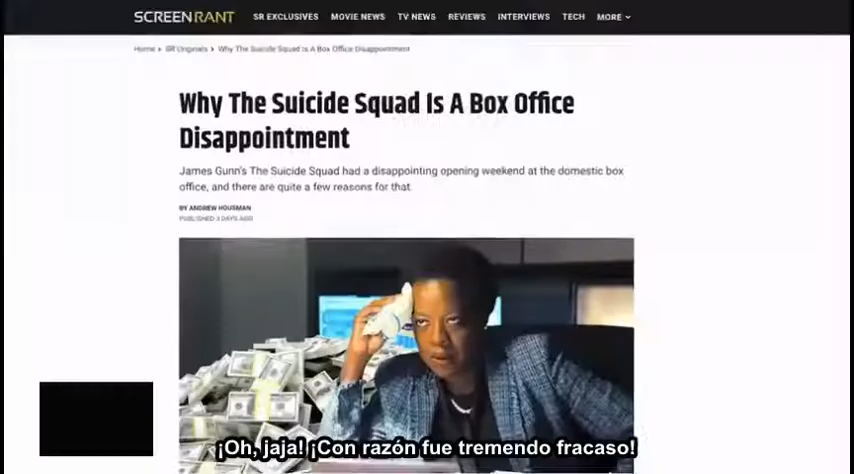 SCREENRANT SR EXCLUSIVES MOVIE NEWS TV NEWS REVIEWS INTERVIEWS TECH MORE
Home > SR Originals > Why The Suicide Squad Is A Box Office Disappointment
Why The Suicide Squad Is A Box Office
Disappointment
James Gunn's The Suicide Squad had a disappointing opening weekend at the domestic box
office, and there are quite a few reasons for that.
BY ANDREW HOUSMAN
PUBLISHED 3 DAYS AGO
¡Oh, jaja! ¡Con razón fue tremendo fracaso!